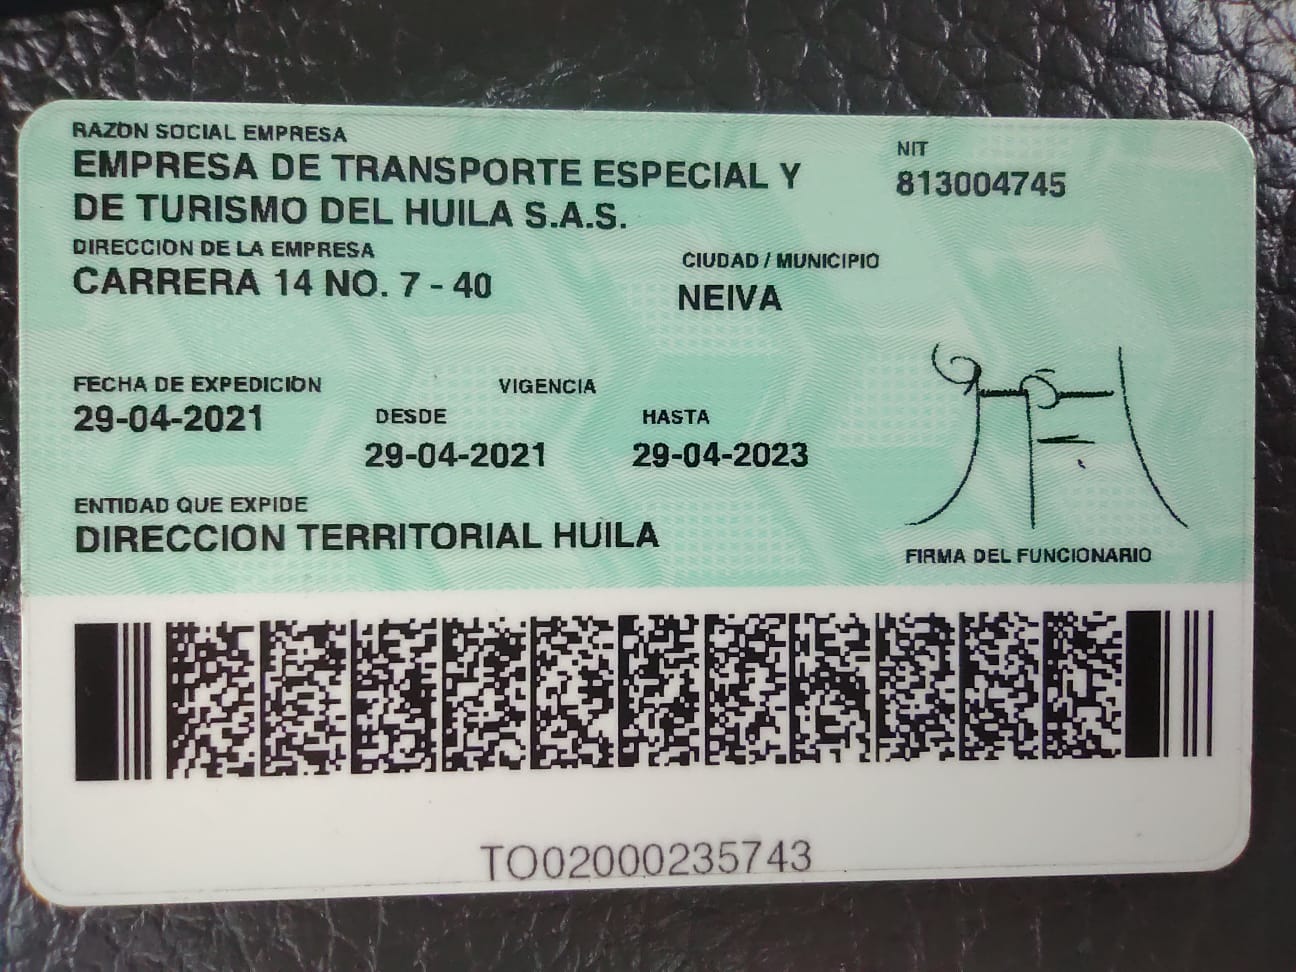 RAZON SOCIAL EMPRESA
EMPRESA DE TRANSPORTE ESPECIAL Y
DE TURISMO DEL HUILA S.A.S.
NIT
813004745
DIRECCION DE LA EMPRESA
CARRERA 14 NO. 7 - 40
CIUDAD / MUNICIPIO
NEIVA
FECHA DE EXPEDICION
29-04-2021
VIGENCIA
DESDE
29-04-2021
HASTA
29-04-2023
ENTIDAD QUE EXPIDE
DIRECCION TERRITORIAL HUILA
FIRMA DEL FUNCIONARIO
TO02000235743